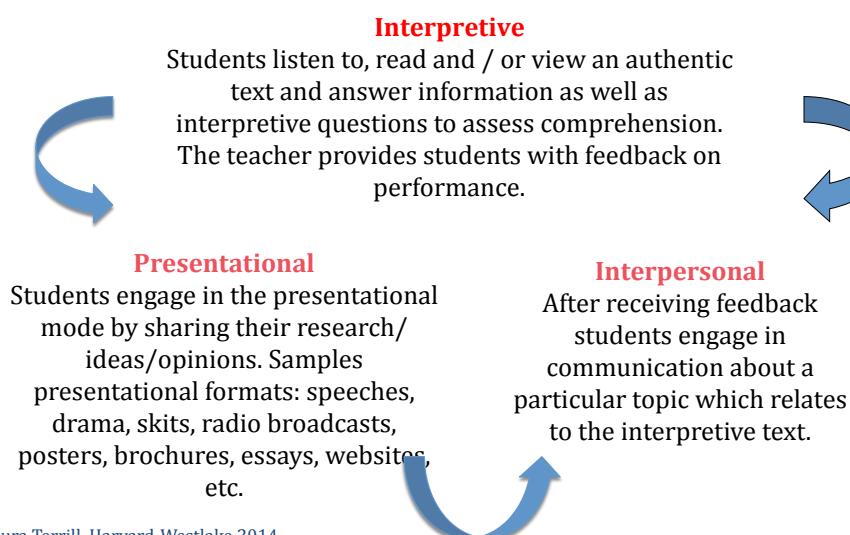 Interpretive
Students listen to, read and / or view an authentic
text and answer information as well as
interpretive questions to assess comprehension.
The teacher provides students with feedback on
performance.
Presentational
Students engage in the presentational
mode by sharing their research/
ideas/opinions. Samples
presentational formats: speeches,
drama, skits, radio broadcasts,
posters, brochures, essays, websites,
etc.
Interpersonal
After receiving feedback
students engage in
communication about a
particular topic which relates
to the interpretive text.
Terrill, Harvard-Westlake 2014